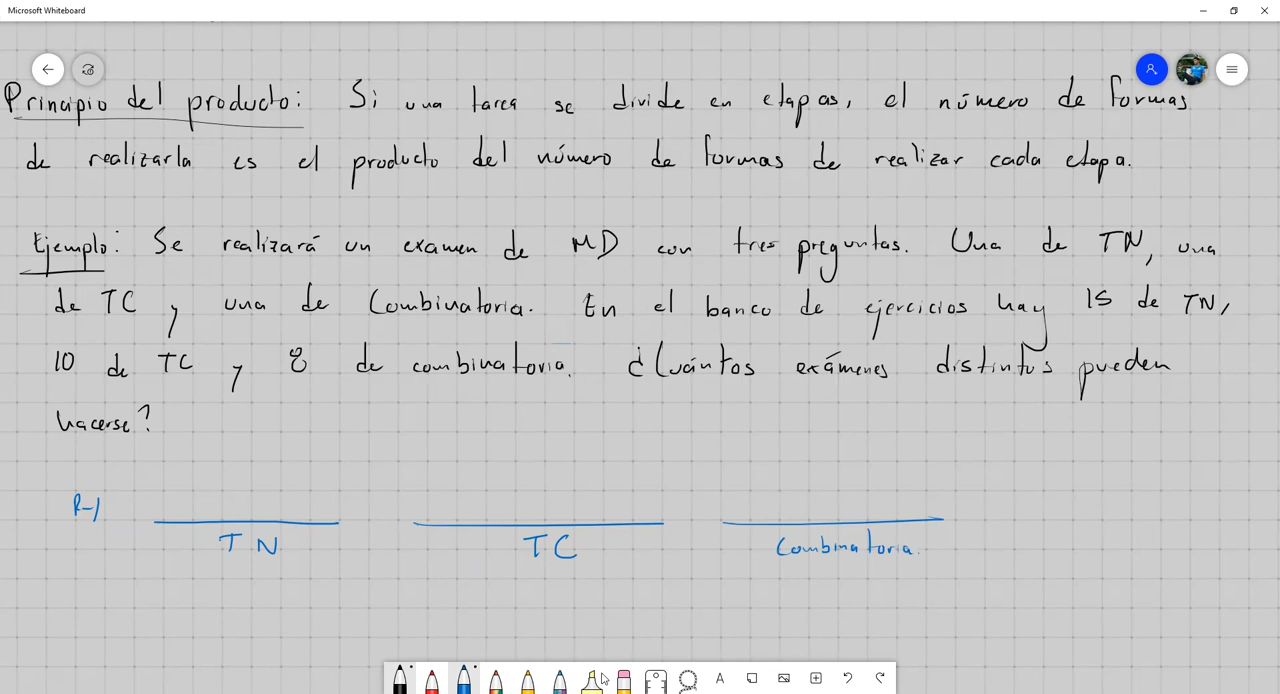 Microsoft Whiteboard
Principio del producto: Si una tarea se divide en etapas, el número de formas
de realizarla es el producto del número de formas de realizar cada etapa.
Ejemplo: Se realizará un examen de MD con tres preguntas. Una de TN, una
de TC y una de Combinatoria. En el banco de ejercicios hay 15 de TN,
10 de TC y 8 de combinatoria. ¿Cuántos exámenes distintos pueden
hacerse?
R-/
TN TC Combinatoria.
A